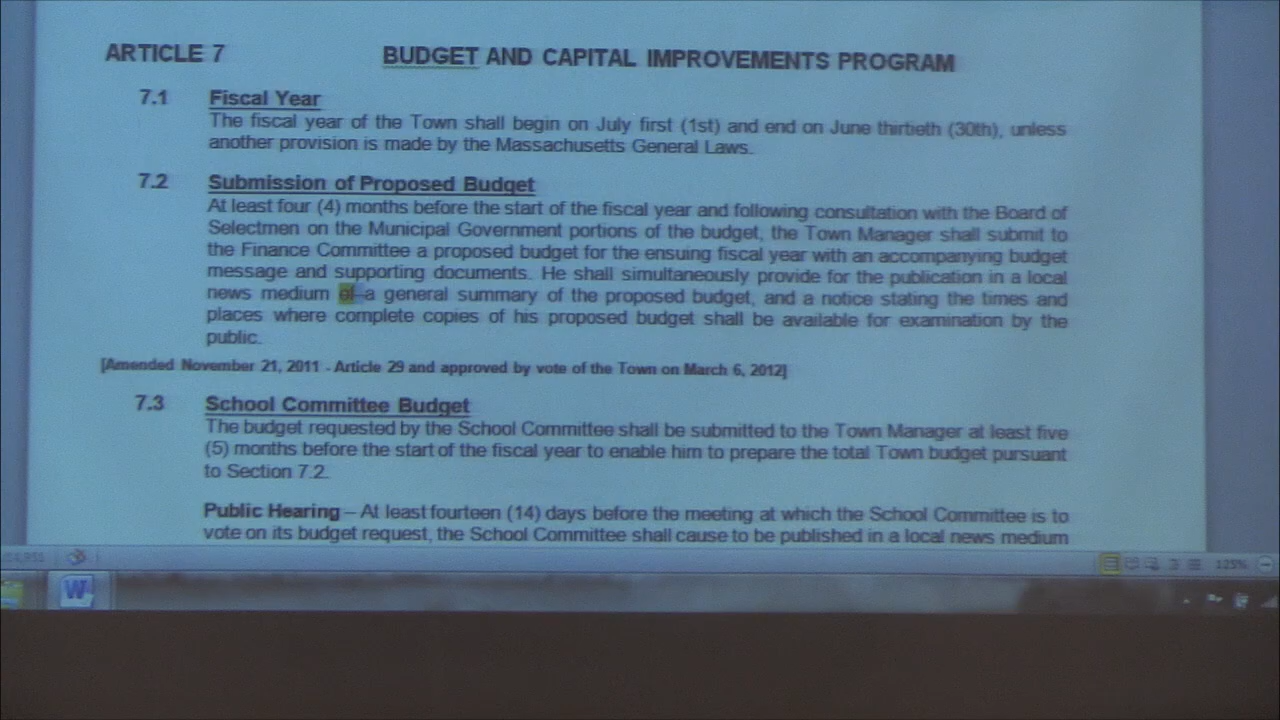 ARTICLE 7 BUDGET AND CAPITAL IMPROVEMENTS PROGRAM
7.1 Fiscal Year
The fiscal year of the Town shall begin on July first (1st) and end on June thirtieth (30th), unless
another provision is made by the Massachusetts General Laws.
7.2 Submission of Proposed Budget
At least four (4) months before the start of the fiscal year and following consultation with the Board of
Selectmen on the Municipal Government portions of the budget, the Town Manager shall submit to
the Finance Committee a proposed budget for the ensuing fiscal year with an accompanying budget
message and supporting documents. He shall simultaneously provide for the publication in a local
news medium of a general summary of the proposed budget, and a notice stating the times and
places where complete copies of his proposed budget shall be available for examination by the
public.
[Amended November 21, 2011 - Article 29 and approved by vote of the Town on March 6, 2012]
7.3 School Committee Budget
The budget requested by the School Committee shall be submitted to the Town Manager at least five
(5) months before the start of the fiscal year to enable him to prepare the total Town budget pursuant
to Section 7.2.
Public Hearing – At least fourteen (14) days before the meeting at which the School Committee is to
vote on its budget request, the School Committee shall cause to be published in a local news medium
125%
W